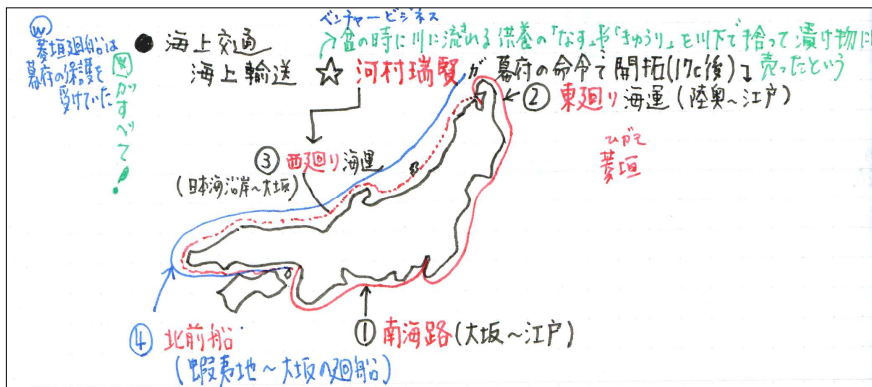 ベンチャービジネス
盆の時に川に流れる供養の「なす」や「きゅうり」を川下で拾って漬け物に
売ったという
W
菱垣廻船は
幕府の保護を
受けていた
かすべて!
● 海上交通
海上輸送 ☆ 河村瑞賢が 幕府の命令で開拓(17c後)
② 東廻り海運(陸奥~江戸)
ひがき
菱垣
③ 西廻り海運
(日本海沿岸~大坂)
④ 北前船
(蝦夷地~大坂の廻船)
① 南海路(大坂~江戸)